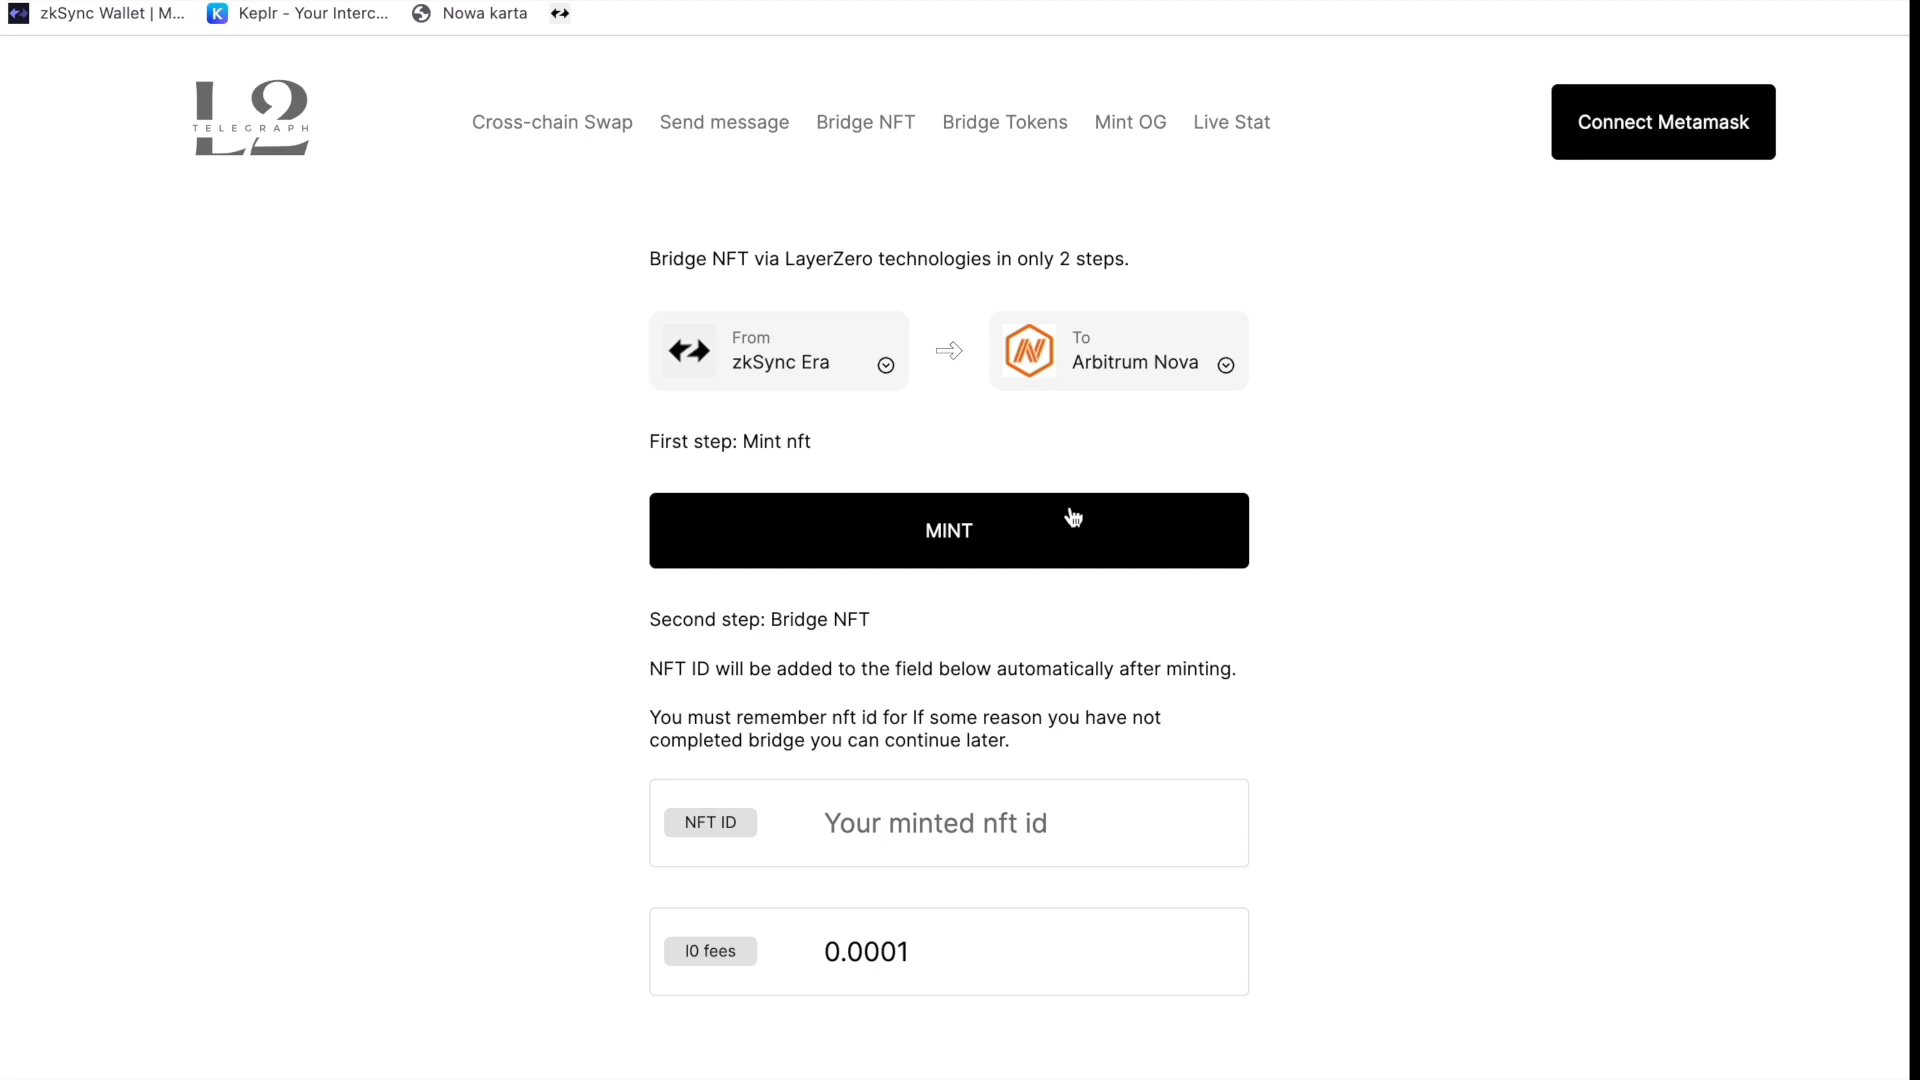 zkSync Wallet | M...
K Keplr - Your Interc...
Nowa karta
L2
TELEGRAPH
Cross-chain Swap
Send message
Bridge NFT
Bridge Tokens
Mint OG
Live Stat
Connect Metamask
Bridge NFT via LayerZero technologies in only 2 steps.
From
zkSync Era
To
Arbitrum Nova
First step: Mint nft
MINT
Second step: Bridge NFT
NFT ID will be added to the field below automatically after minting.
You must remember nft id for If some reason you have not
completed bridge you can continue later.
NFT ID
Your minted nft id
l0 fees
0.0001